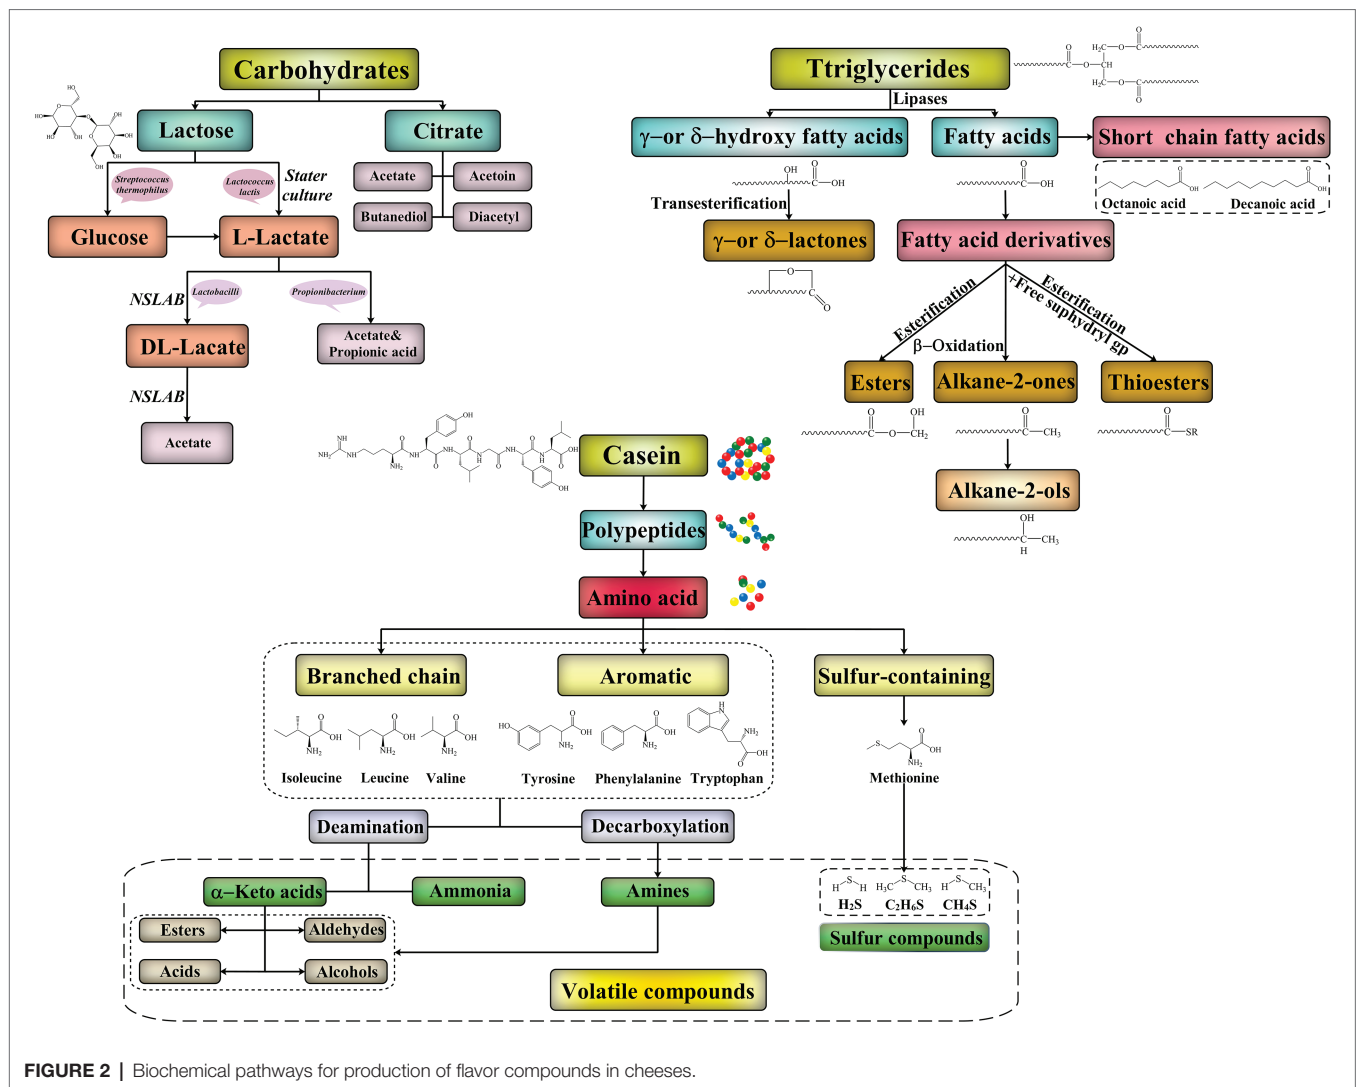 Carbohydrates
Lactose
Citrate
Streptococcus
thermophilus
Lactococcus
lactis
Stater
culture
Acetate
Acetoin
Butanediol
Diacetyl
Glucose
L-Lactate
NSLAB
Lactobacilli
Propionibacterium
DL-Lacate
Acetate&
Propionic acid
NSLAB
Acetate
Ttriglycerides
Lipases
γ–or δ–hydroxy fatty acids
Fatty acids
Short chain fatty acids
Octanoic acid
Decanoic acid
Transesterification
γ–or δ–lactones
Fatty acid derivatives
Esterification
β–Oxidation
Esterification
+Free suphydryl gp
Esters
Alkane-2-ones
Thioesters
Alkane-2-ols
Casein
Polypeptides
Amino acid
Branched chain
Aromatic
Sulfur-containing
Isoleucine
Leucine
Valine
Tyrosine
Phenylalanine
Tryptophan
Methionine
Deamination
Decarboxylation
α–Keto acids
Ammonia
Amines
H2S
C2H6S
CH4S
Sulfur compounds
Esters
Aldehydes
Acids
Alcohols
Volatile compounds
FIGURE 2 | Biochemical pathways for production of flavor compounds in cheeses.